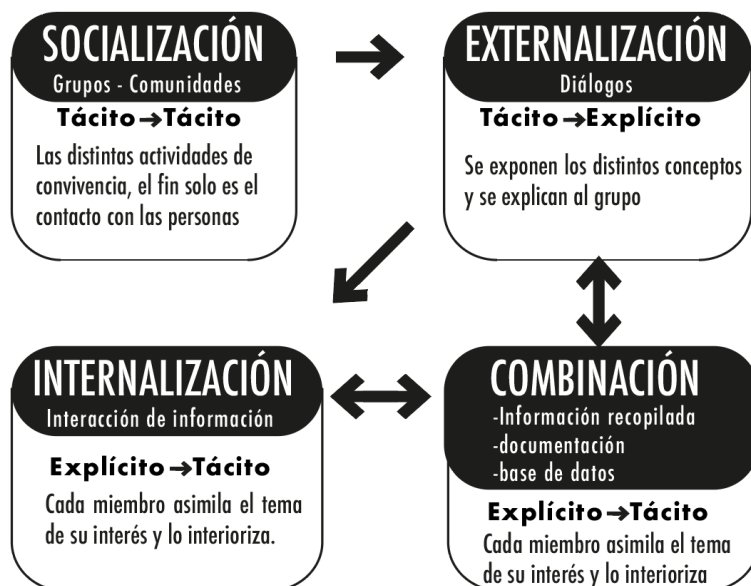 SOCIALIZACIÓN
Grupos - Comunidades
Tácito→Tácito
Las distintas actividades de
convivencia, el fin solo es el
contacto con las personas
EXTERNALIZACIÓN
Diálogos
Tácito→Explícito
Se exponen los distintos conceptos
y se explican al grupo
INTERNALIZACIÓN
Interacción de información
Explícito→Tácito
Cada miembro asimila el tema
de su interés y lo interioriza.
COMBINACIÓN
-Información recopilada
-documentación
-base de datos
Explícito→Tácito
Cada miembro asimila el tema
de su interés y lo interioriza